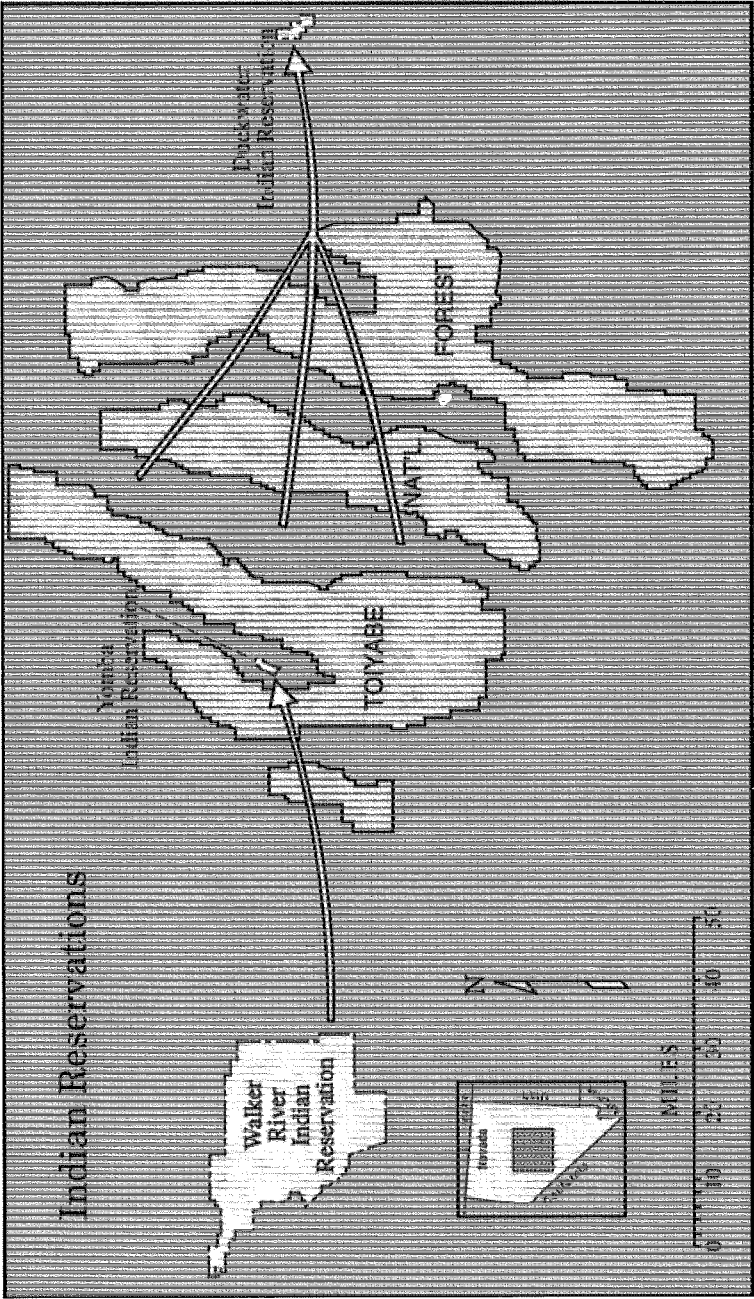 Indian Reservations
Yomba
Indian Reservation
Duckwater
Indian Reservation
Walker
River
Indian
Reservation
TOIYABE
NAT'L.
FOREST
N
Nevada
MILES
0 10 20 30 40 50